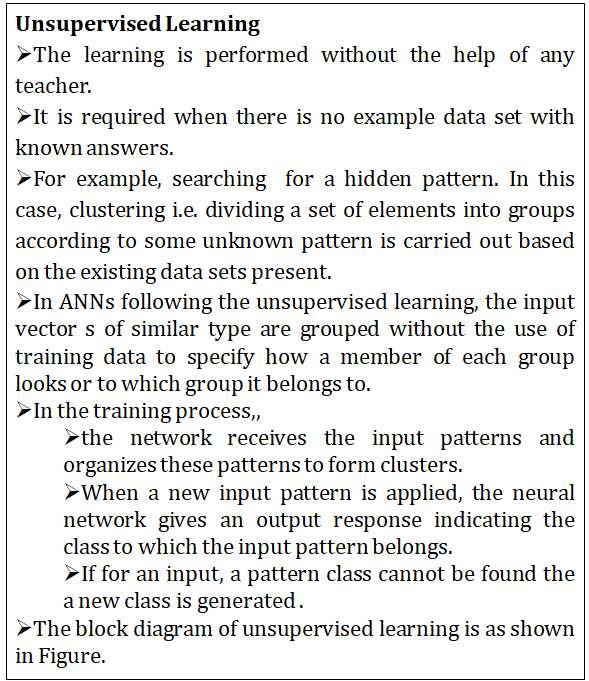 Unsupervised Learning
➢The learning is performed without the help of any
teacher.
➢It is required when there is no example data set with
known answers.
➢For example, searching for a hidden pattern. In this
case, clustering i.e. dividing a set of elements into groups
according to some unknown pattern is carried out based
on the existing data sets present.
➢In ANNs following the unsupervised learning, the input
vector s of similar type are grouped without the use of
training data to specify how a member of each group
looks or to which group it belongs to.
➢In the training process,,
➢the network receives the input patterns and
organizes these patterns to form clusters.
➢When a new input pattern is applied, the neural
network gives an output response indicating the
class to which the input pattern belongs.
➢If for an input, a pattern class cannot be found the
a new class is generated .
➢The block diagram of unsupervised learning is as shown
in Figure.